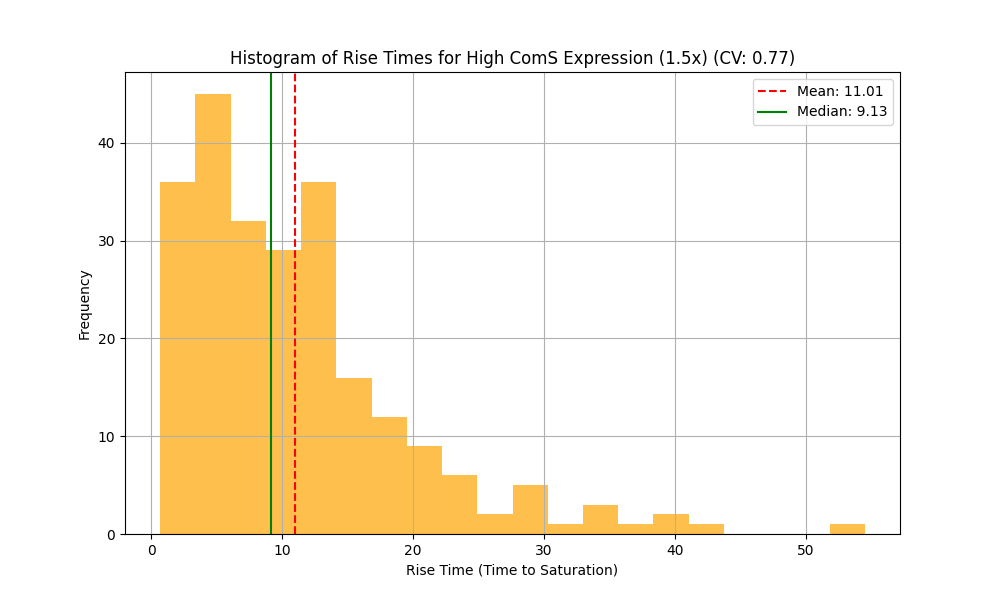 Histogram of Rise Times for High ComS Expression (1.5x) (CV: 0.77)
Mean: 11.01
Median: 9.13
Frequency
40
30
20
10
0
0 10 20 30 40 50
Rise Time (Time to Saturation)